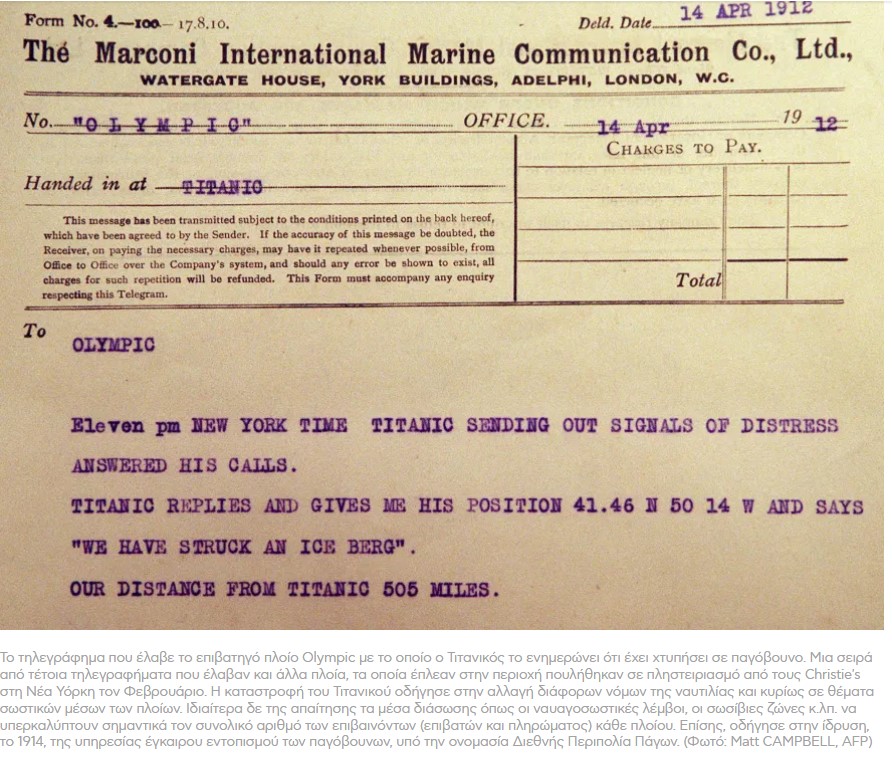 Form No. 4.—100.— 17.8.10.
Deld. Date 14 APR 1912
The Marconi International Marine Communication Co., Ltd.,
WATERGATE HOUSE, YORK BUILDINGS, ADELPHI, LONDON, W.C.
No. "OLYMPIC" OFFICE. 14 Apr 19 12
CHARGES TO PAY.
Handed in at TITANIC
This message has been transmitted subject to the conditions printed on the back hereof,
which have been agreed to by the Sender. If the accuracy of this message be doubted, the
Receiver, on paying the necessary charges, may have it repeated whenever possible, from
Office to Office over the Company's system, and should any error be shown to exist, all
charges for such repetition will be refunded. This Form must accompany any enquiry
respecting this Telegram.
Total
To
OLYMPIC
Eleven pm NEW YORK TIME TITANIC SENDING OUT SIGNALS OF DISTRESS
ANSWERED HIS CALLS.
TITANIC REPLIES AND GIVES ME HIS POSITION 41.46 N 50 14 W AND SAYS
"WE HAVE STRUCK AN ICE BERG".
OUR DISTANCE FROM TITANIC 505 MILES.
Το τηλεγράφημα που έλαβε το επιβατηγό πλοίο Olympic με το οποίο ο Τιτανικός το ενημερώνει ότι έχει χτυπήσει σε παγόβουνο. Μια σειρά
από τέτοια τηλεγραφήματα που έλαβαν και άλλα πλοία, τα οποία έπλεαν στην περιοχή πουλήθηκαν σε πληστειριασμό από τους Christie's
στη Νέα Υόρκη τον Φεβρουάριο. Η καταστροφή του Τιτανικού οδήγησε στην αλλαγή διάφορων νόμων της ναυτιλίας και κυρίως σε θέματα
σωστικών μέσων των πλοίων. Ιδιαίτερα δε της απαίτησης τα μέσα διάσωσης όπως οι ναυαγοσωστικές λέμβοι, οι σωσίβιες ζώνες κ.λπ. να
υπερκαλύπτουν σημαντικά τον συνολικό αριθμό των επιβαινόντων (επιβατών και πληρώματος) κάθε πλοίου. Επίσης, οδήγησε στην ίδρυση,
το 1914, της υπηρεσίας έγκαιρου εντοπισμού των παγόβουνων, υπό την ονομασία Διεθνής Περιπολία Πάγων. (Φωτό: Matt CAMPBELL, AFP)